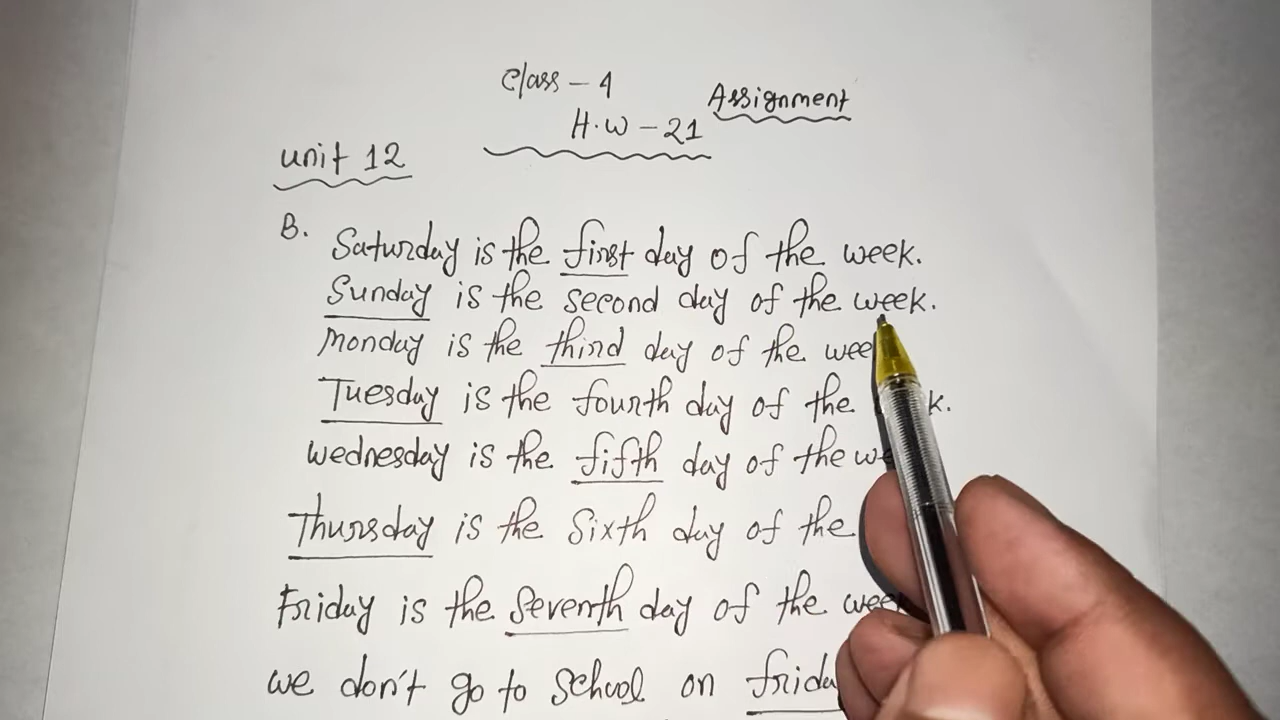 Class - 4
Assignment
H.W - 21
unit 12
B. Saturday is the first day of the week.
Sunday is the second day of the week.
Monday is the third day of the
Tuesday is the fourth day of the
Wednesday is the fifth day of the
Thursday is the Sixth day of the
Friday is the Seventh day of the week
we don't go to School on